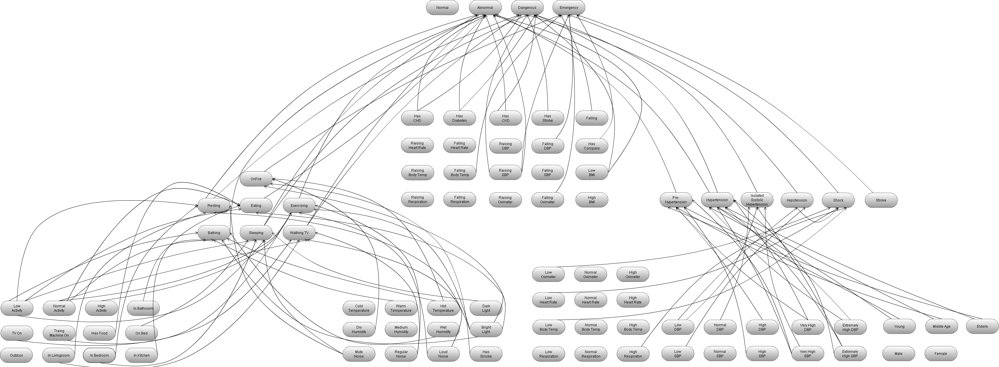 Normal
Abnormal
Dangerous
Emergency
Has
CHD
Has
Diabetes
Has
CKD
Has
Stroke
Falling
Raising
Heart Rate
Falling
Heart Rate
Raising
DBP
Falling
DBP
Has
Company
Raising
Body Temp
Falling
Body Temp
Raising
SBP
Falling
SBP
Low
BMI
OnFire
Raising
Respiration
Falling
Respiration
Raising
Oximeter
Falling
Oximeter
High
BMI
Pre-
Hypertension
Hypertension
Isolated
Systolic
Hypertension
Hypotension
Shock
Stroke
Resting
Eating
Exercising
Bathing
Sleeping
Wathing TV
Low
Oximeter
Normal
Oximeter
High
Oximeter
Low
Activity
Normal
Activity
High
Activity
In Bathroom
Cold
Temperature
Warm
Temperature
Hot
Temperature
Dark
Light
Low
Heart Rate
Normal
Heart Rate
High
Heart Rate
TV On
Traing
Machine On
Has Food
On Bed
Dry
Humidity
Medium
Humidity
Wet
Humidity
Bright
Light
Low
Body Temp
Normal
Body Temp
High
Body Temp
Low
DBP
Normal
DBP
High
DBP
Very High
DBP
Extremely
High DBP
Young
Middle Age
Elderly
Outdoor
In Livingroom
In Bedroom
In Kitchen
Mute
Noise
Regular
Noise
Loud
Noise
Has
Smoke
Low
Respiration
Normal
Respiration
High
Respiraton
Low
SBP
Normal
SBP
High
SBP
Very High
SBP
Extremely
High SBP
Male
Female